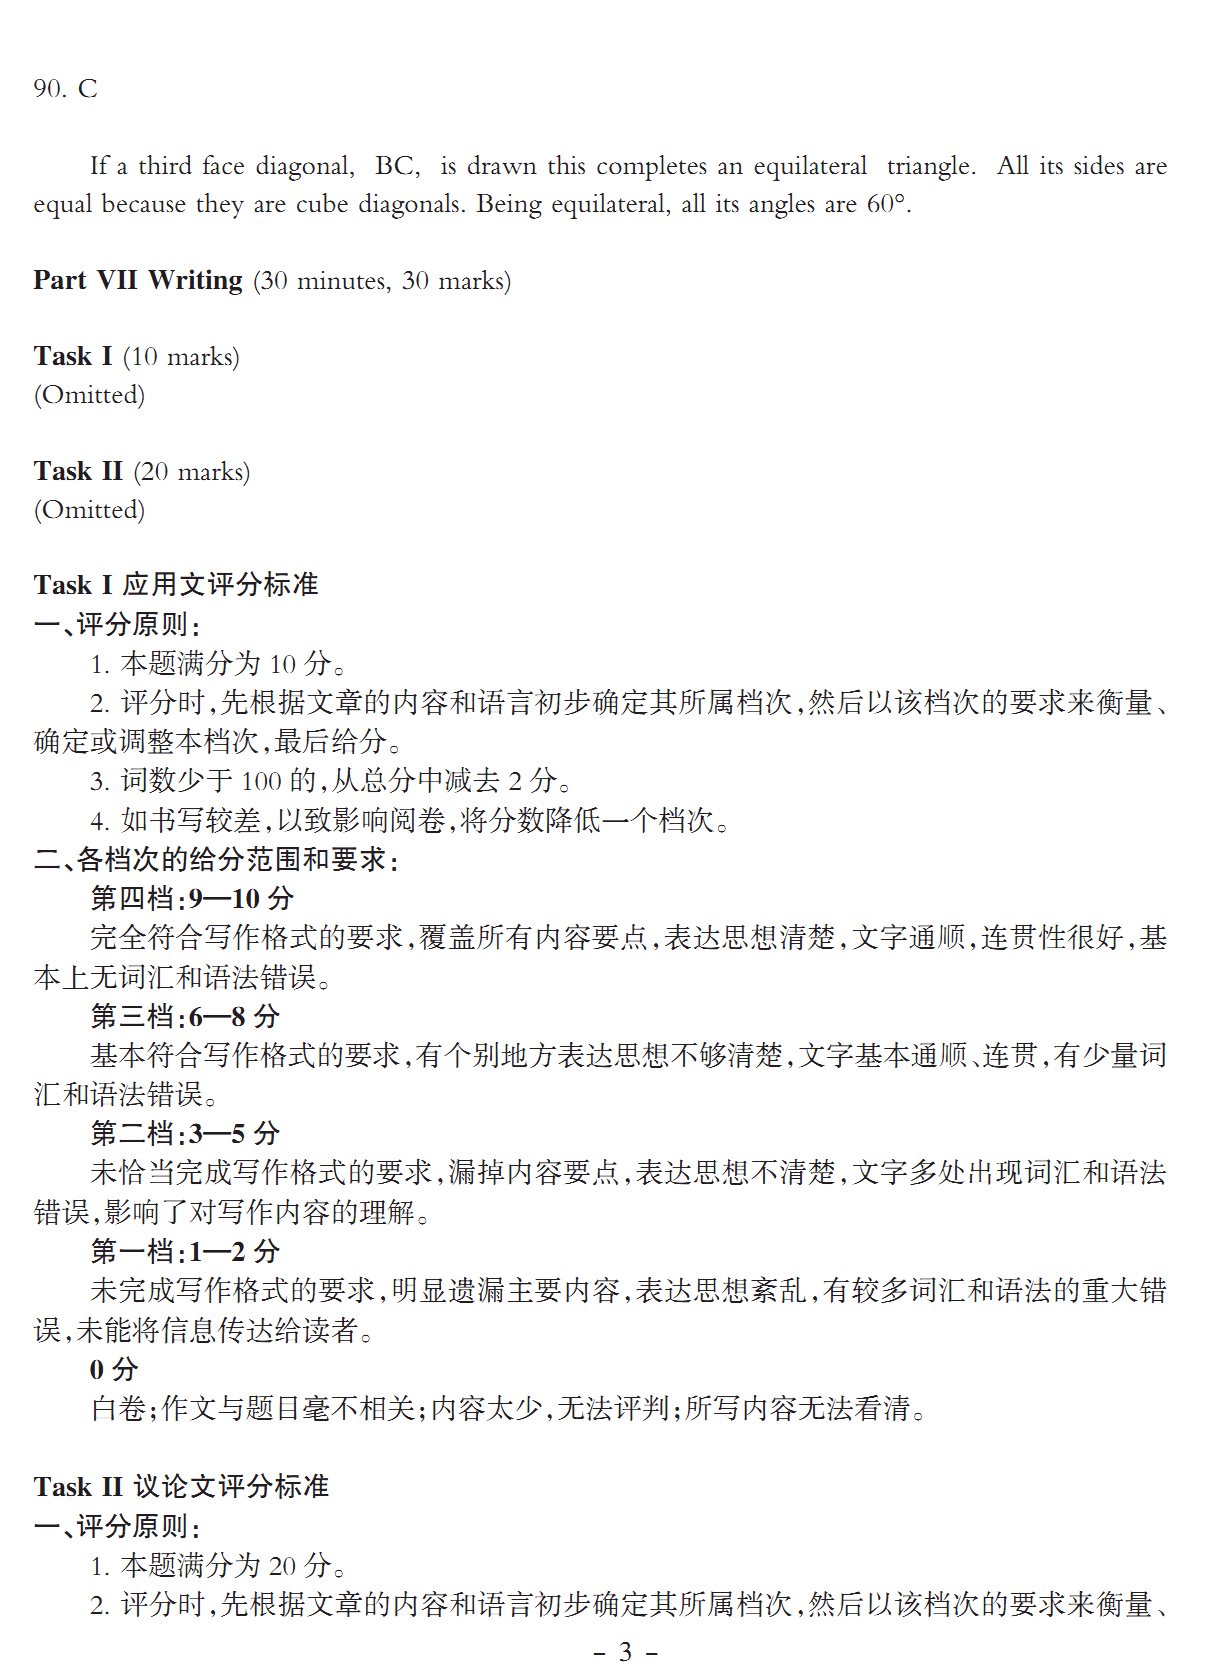 90. C
If a third face diagonal, BC, is drawn this completes an equilateral triangle. All its sides are
equal because they are cube diagonals. Being equilateral, all its angles are 60°.
Part VII Writing (30 minutes, 30 marks)
Task I (10 marks)
(Omitted)
Task II (20 marks)
(Omitted)
Task I 应用文评分标准
一、评分原则:
1. 本题满分为 10 分。
2. 评分时,先根据文章的内容和语言初步确定其所属档次,然后以该档次的要求来衡量、
确定或调整本档次,最后给分。
3. 词数少于 100 的,从总分中减去 2 分。
4. 如书写较差,以致影响阅卷,将分数降低一个档次。
二、各档次的给分范围和要求:
第四档:9—10 分
完全符合写作格式的要求,覆盖所有内容要点,表达思想清楚,文字通顺,连贯性很好,基
本上无词汇和语法错误。
第三档:6—8 分
基本符合写作格式的要求,有个别地方表达思想不够清楚,文字基本通顺、连贯,有少量词
汇和语法错误。
第二档:3—5 分
未恰当完成写作格式的要求,漏掉内容要点,表达思想不清楚,文字多处出现词汇和语法
错误,影响了对写作内容的理解。
第一档:1—2 分
未完成写作格式的要求,明显遗漏主要内容,表达思想紊乱,有较多词汇和语法的重大错
误,未能将信息传达给读者。
0 分
白卷;作文与题目毫不相关;内容太少,无法评判;所写内容无法看清。
Task II 议论文评分标准
一、评分原则:
1. 本题满分为 20 分。
2. 评分时,先根据文章的内容和语言初步确定其所属档次,然后以该档次的要求来衡量、
- 3 -